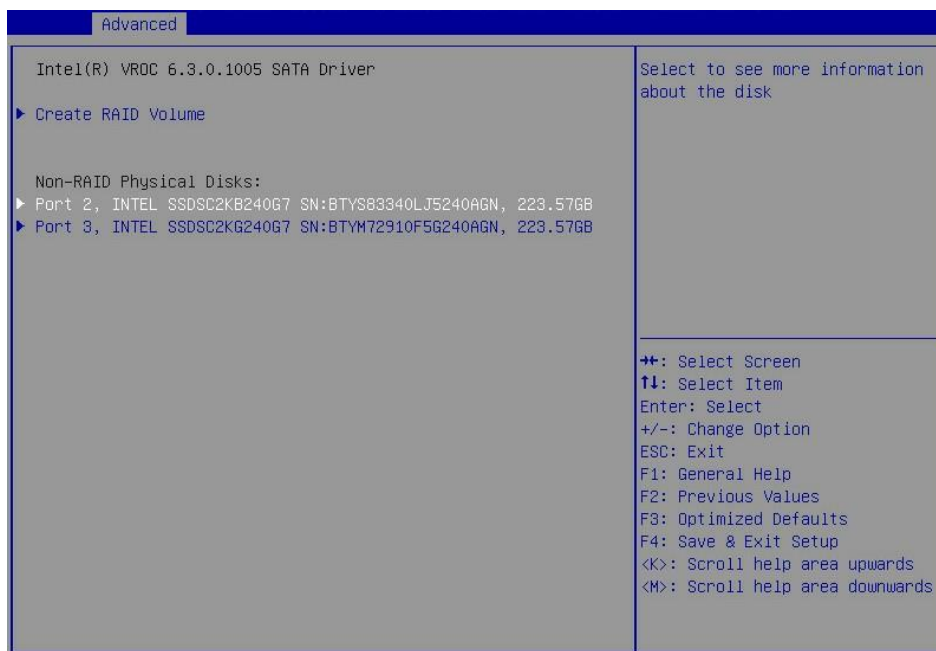 Advanced
Intel(R) VROC 6.3.0.1005 SATA Driver
Create RAID Volume
Non-RAID Physical Disks:
Port 2, INTEL SSDSC2KB240G7 SN:BTYS83340LJ5240AGN, 223.57GB
Port 3, INTEL SSDSC2KG240G7 SN:BTYM72910F5G240AGN, 223.57GB
Select to see more information
about the disk
→←: Select Screen
↑↓: Select Item
Enter: Select
+/-: Change Option
ESC: Exit
F1: General Help
F2: Previous Values
F3: Optimized Defaults
F4: Save & Exit Setup
<K>: Scroll help area upwards
<M>: Scroll help area downwards